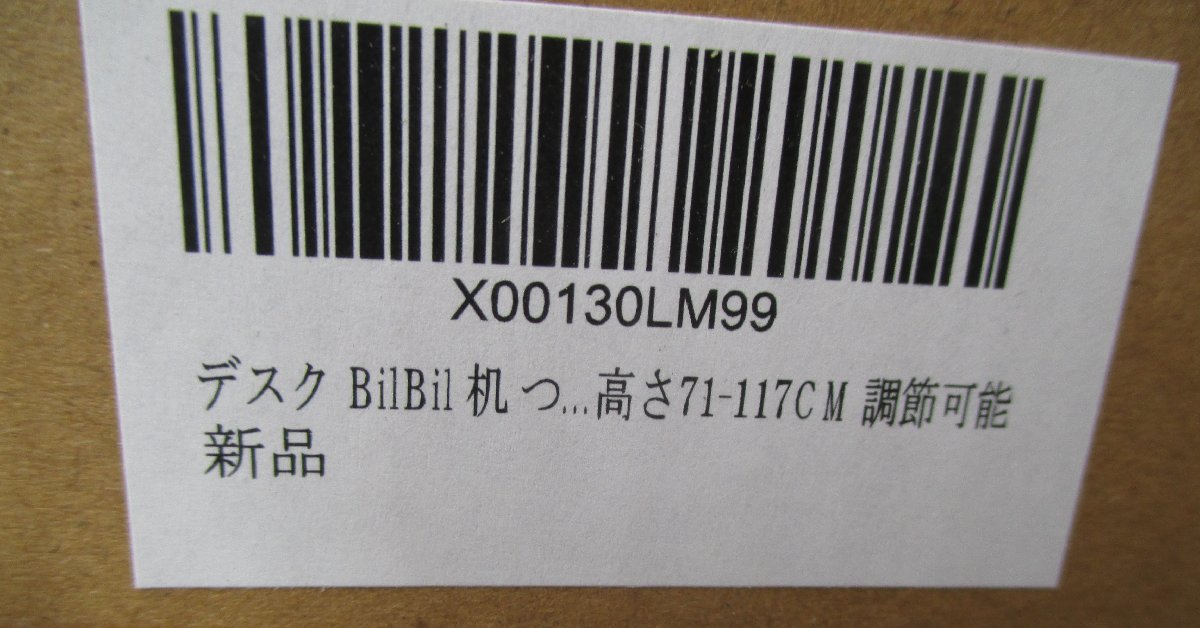 X00130LM99
デスク BilBil 机 つ...高さ71-117CM 調節可能
新品